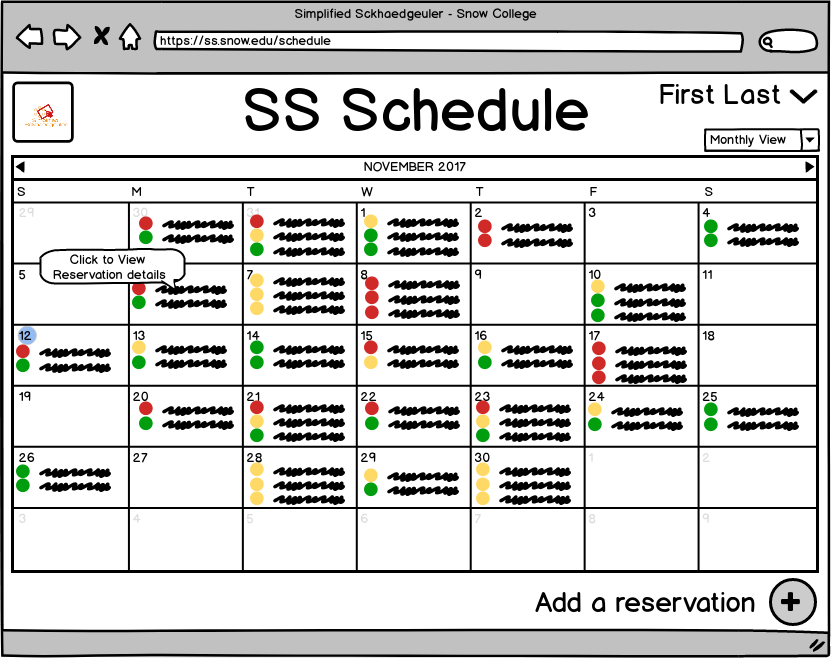 Simplified Sckhaedgeuler - Snow College
https://ss.snow.edu/schedule
SS Schedule
First Last
Monthly View
NOVEMBER 2017
S M T W T F S
29 30 31 1 2 3 4
Click to View
Reservation details
5 7 8 9 10 11
12 13 14 15 16 17 18
19 20 21 22 23 24 25
26 27 28 29 30 1 2
3 4 5 6 7 8 9
Add a reservation